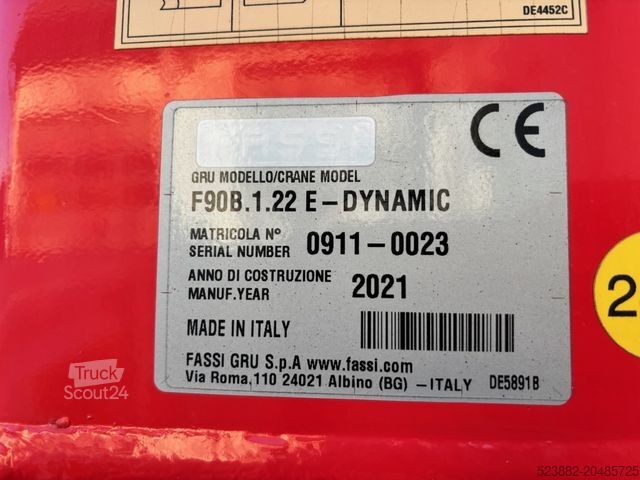 DE4452C
CE
GRU MODELLO/CRANE MODEL
F90B.1.22 E-DYNAMIC
MATRICOLA N°
SERIAL NUMBER 0911-0023
ANNO DI COSTRUZIONE
MANUF.YEAR 2021
MADE IN ITALY
FASSI GRU S.p.A www.fassi.com
Via Roma,110 24021 Albino (BG) -ITALY DE5891B
2
Truck
Scout24
523882-20485725